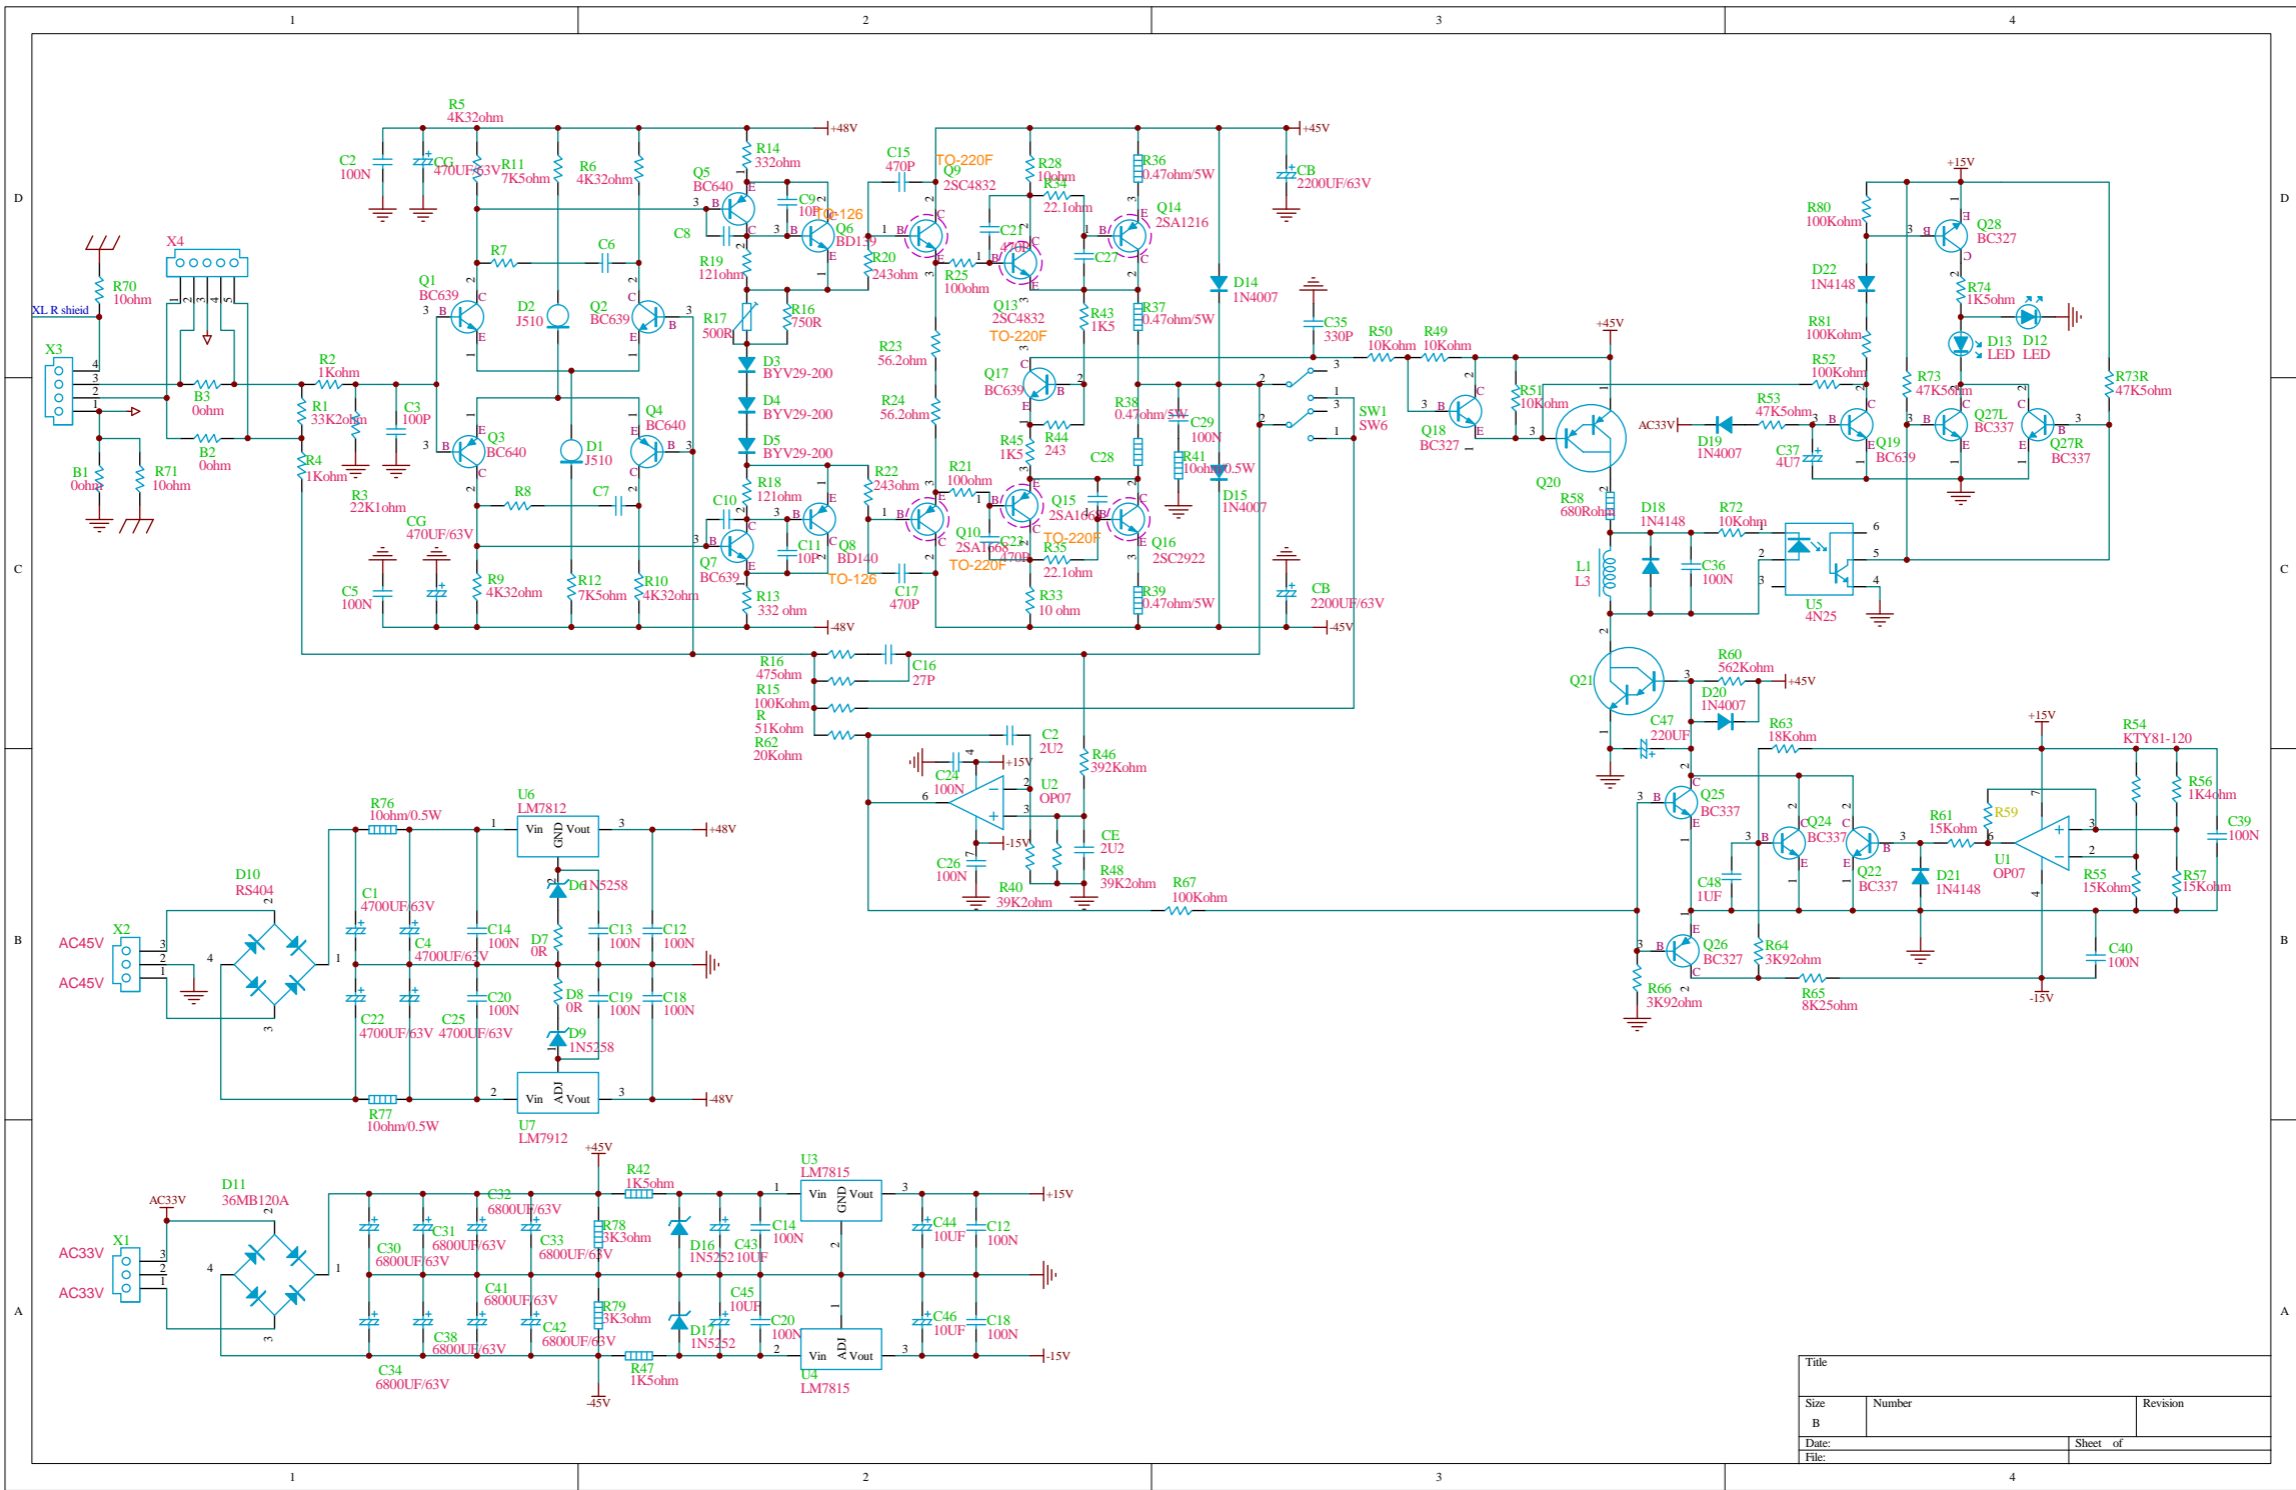 1
2
3
4
D
D
C
C
B
B
A
A
1
2
3
4
R5
4K32ohm
C2
100N
CG
470UF/63V
R11
7K5ohm
R6
4K32ohm
+48V
R14
332ohm
Q5
BC640
C9
10P
TO-126
Q6
BD139
C8
C15
470P
TO-220F
Q9
2SC4832
R28
10ohm
R34
22.1ohm
R36
0.47ohm/5W
+45V
CB
2200UF/63V
Q14
2SA1216
C21
470P
C27
R20
243ohm
R25
100ohm
Q13
2SC4832
TO-220F
X4
R70
10ohm
XL R shieid
X3
R7
C6
Q1
BC639
D2
J510
Q2
BC639
R19
121ohm
R17
500R
R16
750R
D3
BYV29-200
D4
BYV29-200
D5
BYV29-200
R23
56.2ohm
R24
56.2ohm
R43
1K5
R37
0.47ohm/5W
D14
1N4007
C35
330P
R50
10Kohm
R49
10Kohm
R51
10Kohm
+45V
Q17
BC639
R38
0.47ohm/5W
C29
100N
SW1
SW6
Q18
BC327
R2
1Kohm
B3
0ohm
R1
33K2ohm
C3
100P
B2
0ohm
R4
1Kohm
R3
22K1ohm
B1
0ohm
R71
10ohm
Q3
BC640
Q4
BC640
D1
J510
R8
C7
C10
R18
121ohm
R22
243ohm
R21
100ohm
R45
1K5
R44
243
C28
R41
10ohm/0.5W
D15
1N4007
Q15
2SA1668
TO-220F
Q10
2SA1668
TO-220F
C23
470P
R35
22.1ohm
Q16
2SC2922
C11
10P
Q8
BD140
TO-126
Q7
BC639
R13
332 ohm
C17
470P
R33
10 ohm
R39
0.47ohm/5W
CB
2200UF/63V
-45V
-48V
CG
470UF/63V
C5
100N
R9
4K32ohm
R12
7K5ohm
R10
4K32ohm
R16
475ohm
C16
27P
R15
100Kohm
R
51Kohm
R62
20Kohm
C2
2U2
C24
100N
+15V
U2
OP07
-15V
C26
100N
R46
392Kohm
CE
2U2
R48
39K2ohm
R40
39K2ohm
R67
100Kohm
+15V
R80
100Kohm
Q28
BC327
D22
1N4148
R74
1K5ohm
R81
100Kohm
D13
LED
D12
LED
R52
100Kohm
R73
47K5ohm
R73R
47K5ohm
AC33V
R53
47K5ohm
D19
1N4007
C37
4U7
Q19
BC639
Q27L
BC337
Q27R
BC337
Q20
R58
680Rohm
D18
1N4148
R72
10Kohm
L1
L3
C36
100N
U5
4N25
Q21
R60
562Kohm
+45V
D20
1N4007
C47
220UF
R63
18Kohm
+15V
R54
KTY81-120
R56
1K4ohm
Q25
BC337
Q24
BC337
Q22
BC337
R61
15Kohm
R59
U1
OP07
C39
100N
C48
1UF
D21
1N4148
R55
15Kohm
R57
15Kohm
Q26
BC327
R64
3K92ohm
R66
3K92ohm
R65
8K25ohm
C40
100N
-15V
R76
10ohm/0.5W
U6
LM7812
Vin
GND
Vout
+48V
D10
RS404
C1
4700UF/63V
C4
4700UF/63V
C14
100N
D6
1N5258
D7
0R
C13
100N
C12
100N
X2
AC45V
AC45V
C22
4700UF/63V
C25
4700UF/63V
C20
100N
D8
0R
D9
1N5258
C19
100N
C18
100N
R77
10ohm/0.5W
Vin
ADJ
Vout
U7
LM7912
-48V
+45V
D11
36MB120A
AC33V
X1
AC33V
AC33V
C32
6800UF/63V
C31
6800UF/63V
C30
6800UF/63V
C33
6800UF/63V
R42
1K5ohm
R78
3K3ohm
D16
1N5252
C43
10UF
C14
100N
U3
LM7815
Vin
GND
Vout
C44
10UF
C12
100N
+15V
C41
6800UF/63V
C38
6800UF/63V
C34
6800UF/63V
C42
6800UF/63V
R79
3K3ohm
D17
1N5252
C45
10UF
C20
100N
R47
1K5ohm
Vin
ADJ
Vout
U4
LM7815
C46
10UF
C18
100N
-15V
-45V
Title
Size
B
Number
Revision
Date:
Sheet of
File: